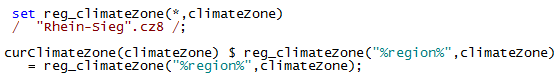 set reg_climateZone(*,climateZone)
/ "Rhein-Sieg".cz8 /;
curClimateZone(climateZone) $ reg_climateZone("%region%",climateZone)
= reg_climateZone("%region%",climateZone);